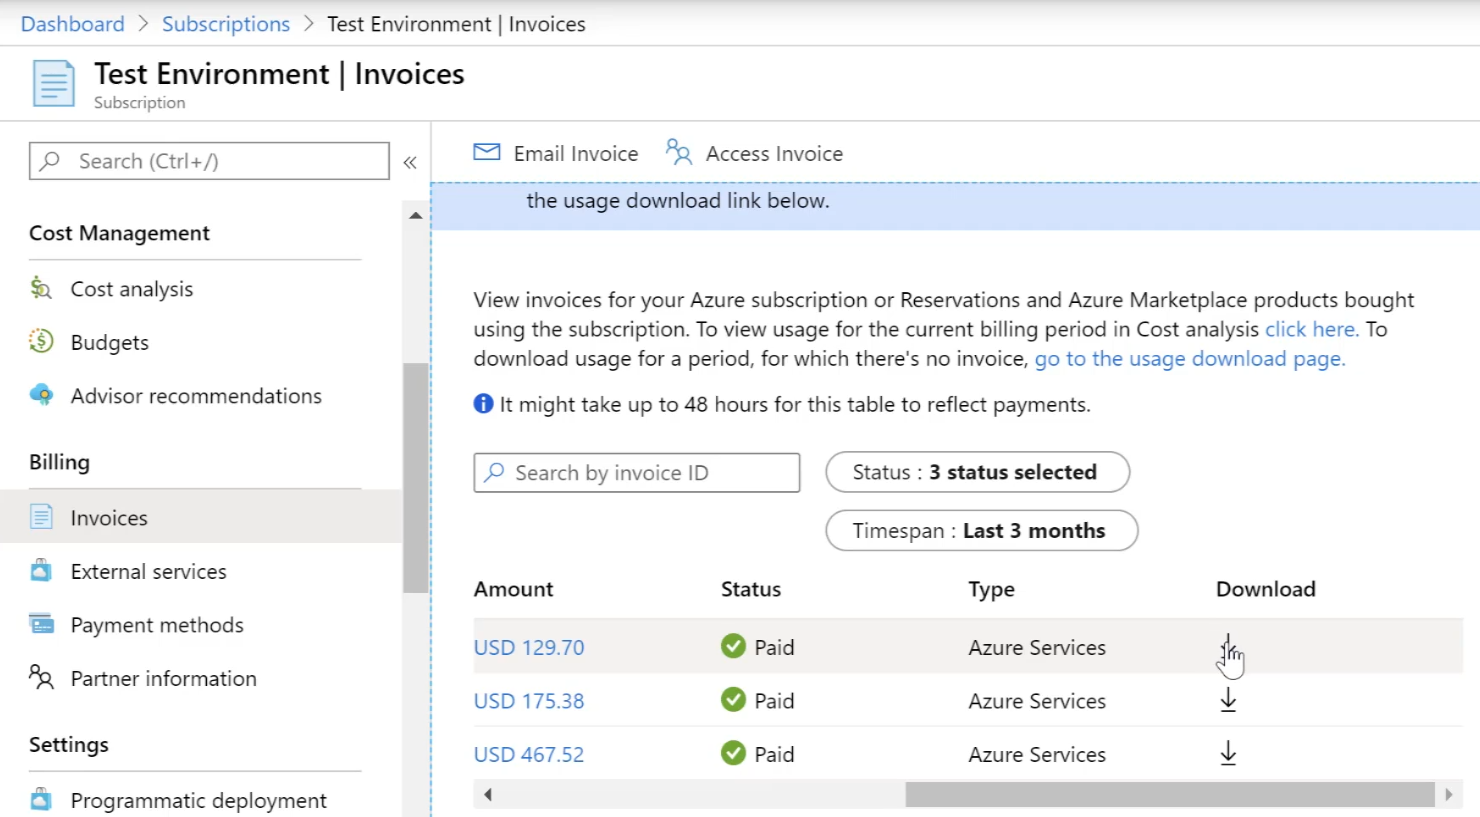 Dashboard > Subscriptions > Test Environment | Invoices
Test Environment | Invoices
Subscription
Search (Ctrl+/)
«
Cost Management
Cost analysis
Budgets
Advisor recommendations
Billing
Invoices
External services
Payment methods
Partner information
Settings
Programmatic deployment
Email Invoice Access Invoice
the usage download link below.
View invoices for your Azure subscription or Reservations and Azure Marketplace products bought
using the subscription. To view usage for the current billing period in Cost analysis click here. To
download usage for a period, for which there's no invoice, go to the usage download page.
It might take up to 48 hours for this table to reflect payments.
Search by invoice ID Status : 3 status selected
Timespan : Last 3 months
Amount Status Type Download
USD 129.70 Paid Azure Services
USD 175.38 Paid Azure Services
USD 467.52 Paid Azure Services